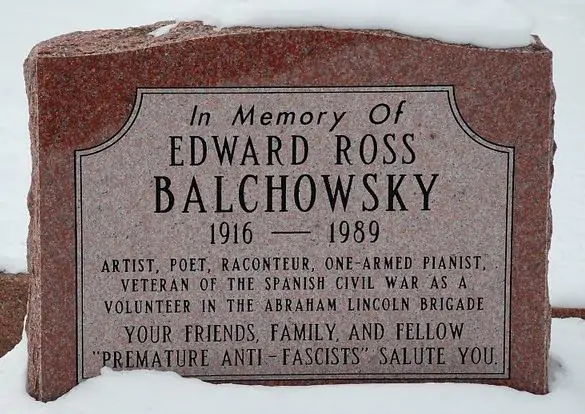 In Memory Of
EDWARD ROSS
BALCHOWSKY
1916 — 1989
ARTIST, POET, RACONTEUR, ONE-ARMED PIANIST,
VETERAN OF THE SPANISH CIVIL WAR AS A
VOLUNTEER IN THE ABRAHAM LINCOLN BRIGADE
YOUR FRIENDS, FAMILY, AND FELLOW
"PREMATURE ANTI-FASCISTS" SALUTE YOU.